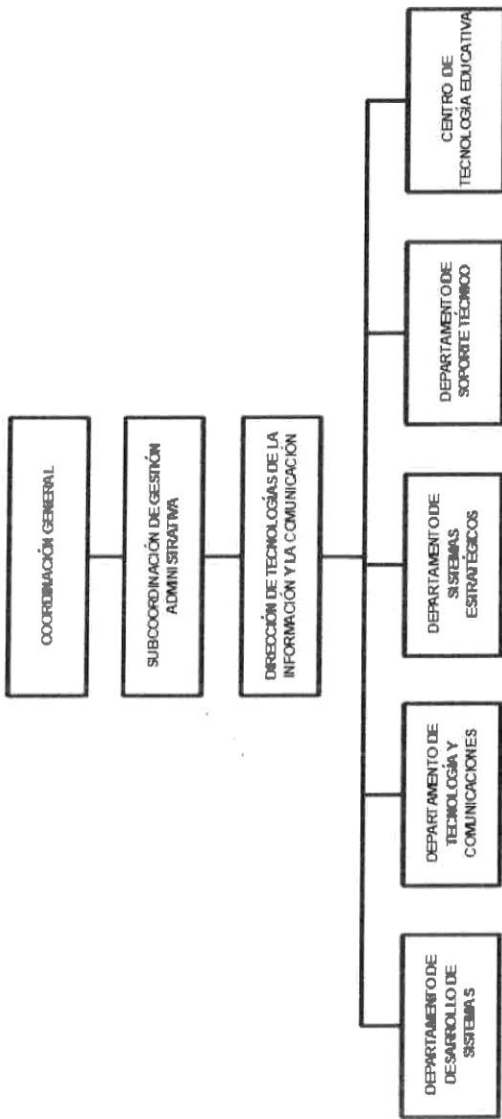 COORDINACIÓN GENERAL
SUBCOORDINACIÓN DE GESTIÓN
ADMINISTRATIVA
DIRECCIÓN DE TECNOLOGÍAS DE LA
INFORMACIÓN Y LA COMUNICACIÓN
DEPARTAMENTO DE
DESARROLLO DE
SISTEMAS
DEPARTAMENTO DE
TECNOLOGÍA Y
COMUNICACIONES
DEPARTAMENTO DE
SISTEMAS
ESTRATÉGICOS
DEPARTAMENTO DE
SOPORTE TÉCNICO
CENTRO DE
TECNOLOGÍA EDUCATIVA